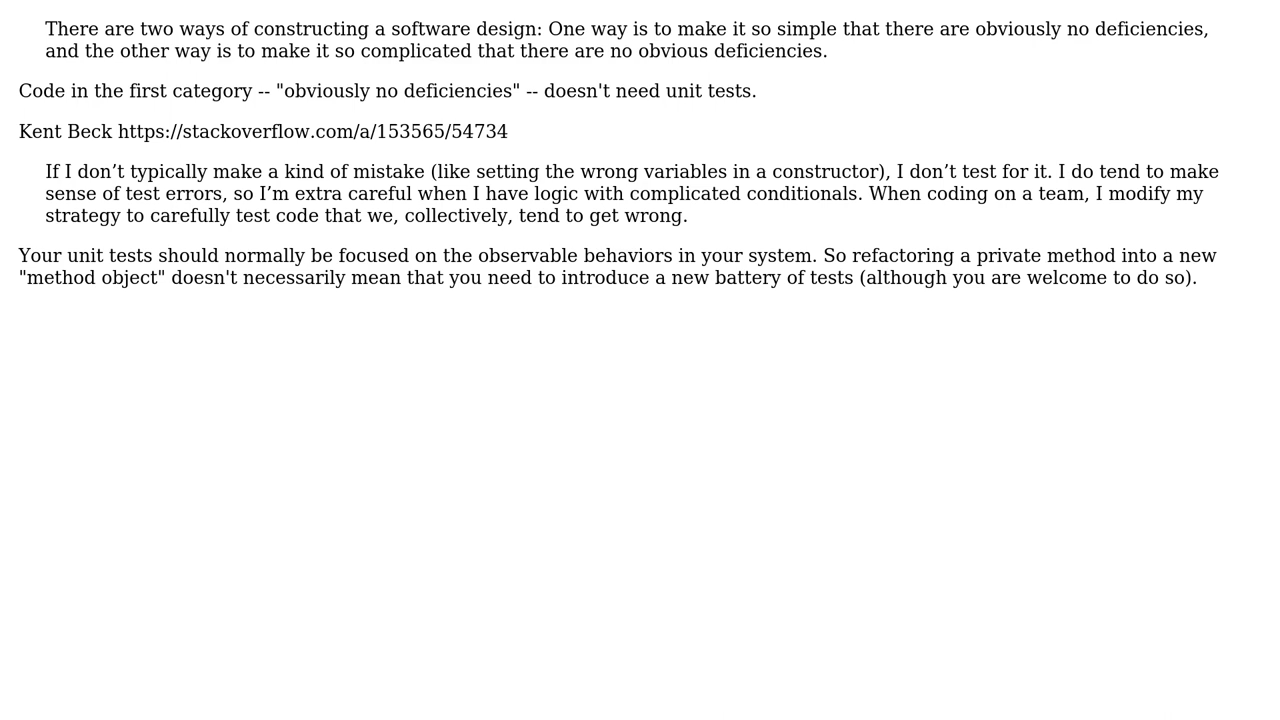 There are two ways of constructing a software design: One way is to make it so simple that there are obviously no deficiencies,
and the other way is to make it so complicated that there are no obvious deficiencies.
Code in the first category -- "obviously no deficiencies" -- doesn't need unit tests.
Kent Beck https://stackoverflow.com/a/153565/54734
If I don’t typically make a kind of mistake (like setting the wrong variables in a constructor), I don’t test for it. I do tend to make
sense of test errors, so I’m extra careful when I have logic with complicated conditionals. When coding on a team, I modify my
strategy to carefully test code that we, collectively, tend to get wrong.
Your unit tests should normally be focused on the observable behaviors in your system. So refactoring a private method into a new
"method object" doesn't necessarily mean that you need to introduce a new battery of tests (although you are welcome to do so).